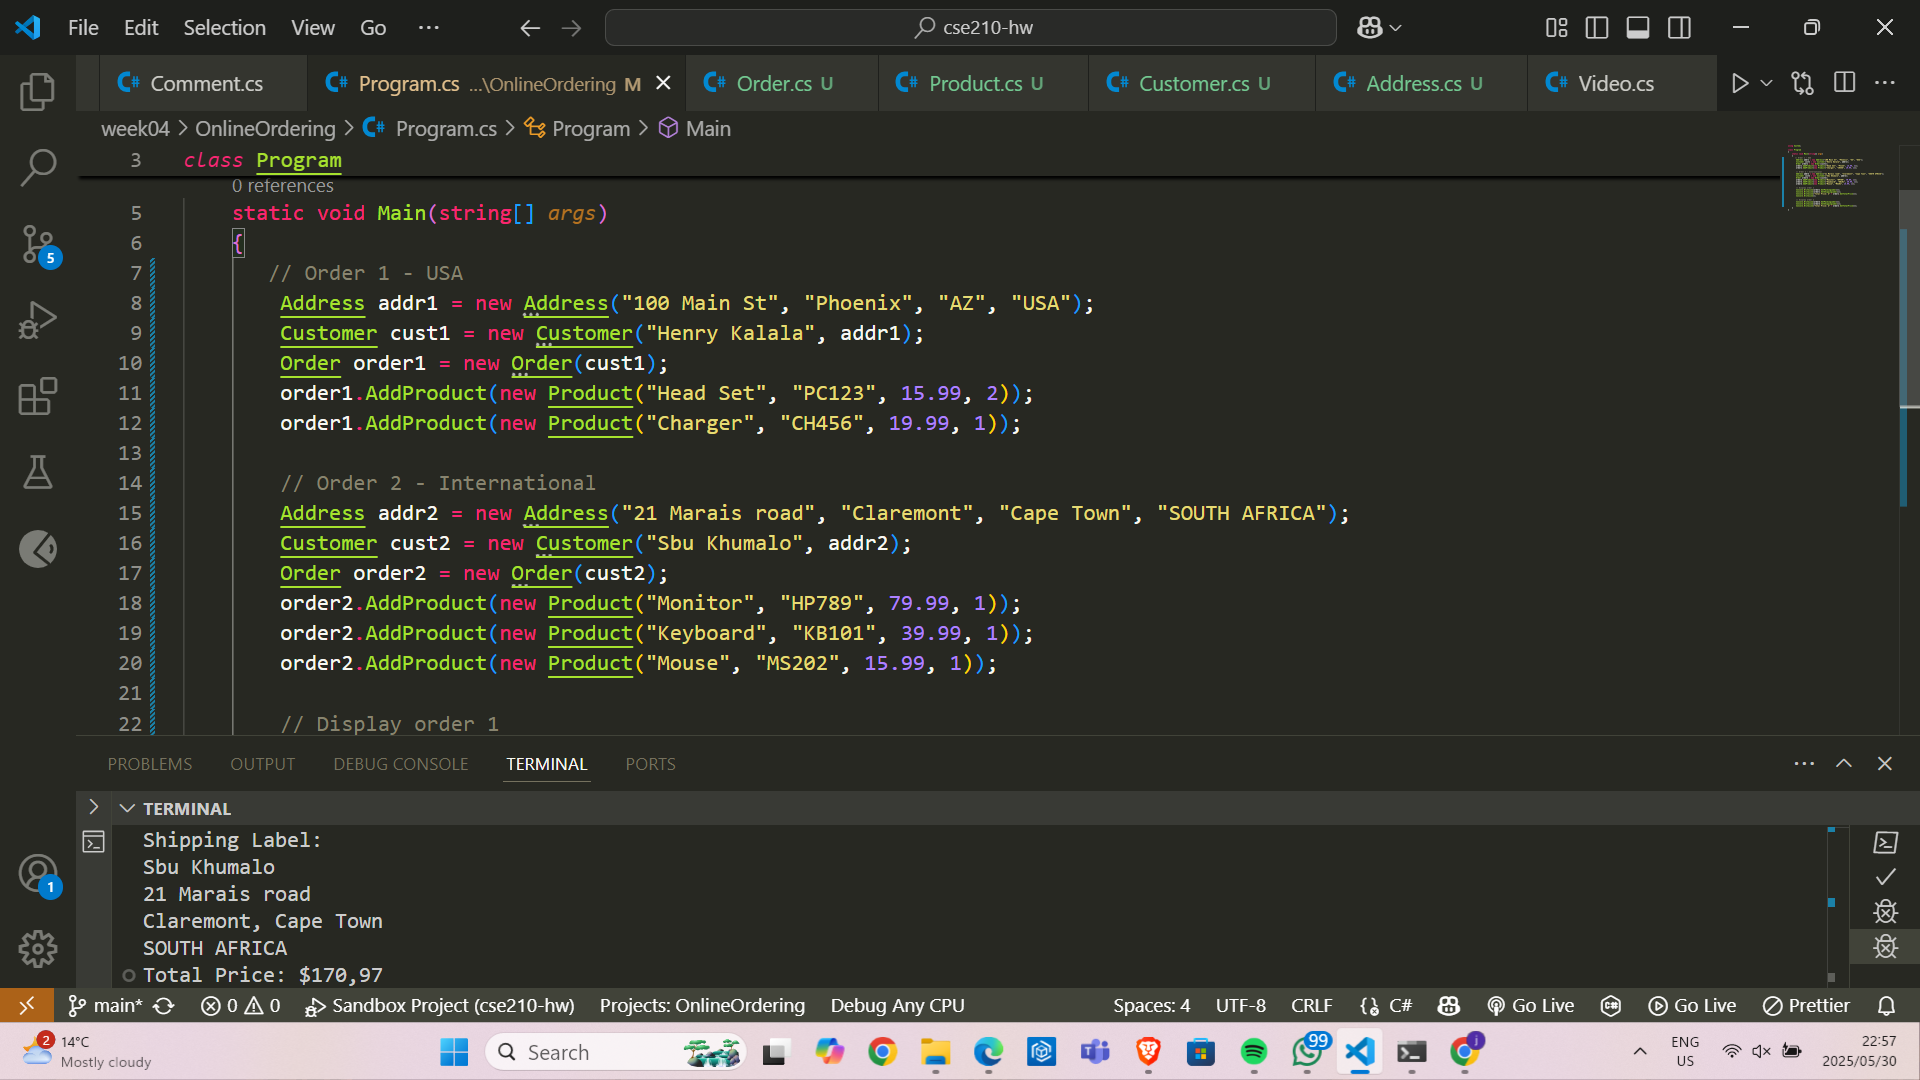 File Edit Selection View Go ··· cse210-hw
Comment.cs Program.cs ...\OnlineOrdering M Order.cs U Product.cs U Customer.cs U Address.cs U Video.cs
week04 > OnlineOrdering > Program.cs > Program > Main
3 class Program
0 references
5 static void Main(string[] args)
6 {
7 // Order 1 - USA
8 Address addr1 = new Address("100 Main St", "Phoenix", "AZ", "USA");
9 Customer cust1 = new Customer("Henry Kalala", addr1);
10 Order order1 = new Order(cust1);
11 order1.AddProduct(new Product("Head Set", "PC123", 15.99, 2));
12 order1.AddProduct(new Product("Charger", "CH456", 19.99, 1));
13
14 // Order 2 - International
15 Address addr2 = new Address("21 Marais road", "Claremont", "Cape Town", "SOUTH AFRICA");
16 Customer cust2 = new Customer("Sbu Khumalo", addr2);
17 Order order2 = new Order(cust2);
18 order2.AddProduct(new Product("Monitor", "HP789", 79.99, 1));
19 order2.AddProduct(new Product("Keyboard", "KB101", 39.99, 1));
20 order2.AddProduct(new Product("Mouse", "MS202", 15.99, 1));
21
22 // Display order 1
5
1
PROBLEMS OUTPUT DEBUG CONSOLE TERMINAL PORTS
TERMINAL
Shipping Label:
Sbu Khumalo
21 Marais road
Claremont, Cape Town
SOUTH AFRICA
Total Price: $170,97
main* 0 0 Sandbox Project (cse210-hw) Projects: OnlineOrdering Debug Any CPU Spaces: 4 UTF-8 CRLF C# Go Live Go Live Prettier
2 14°C
Mostly cloudy
Search
99
j
ENG
US
22:57
2025/05/30